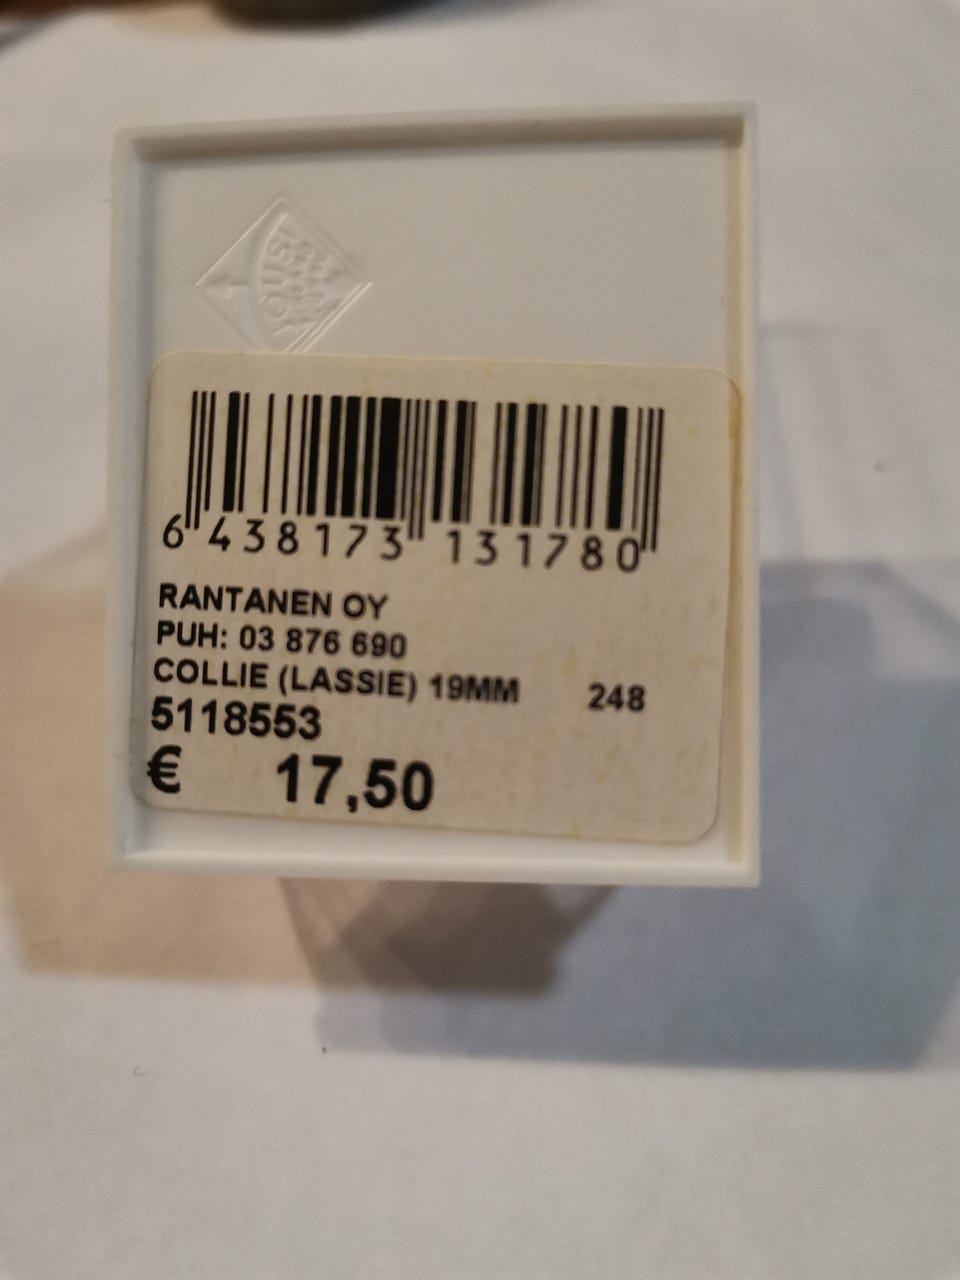 6 438173 131780
RANTANEN OY
PUH: 03 876 690
COLLIE (LASSIE) 19MM 248
5118553
€ 17,50